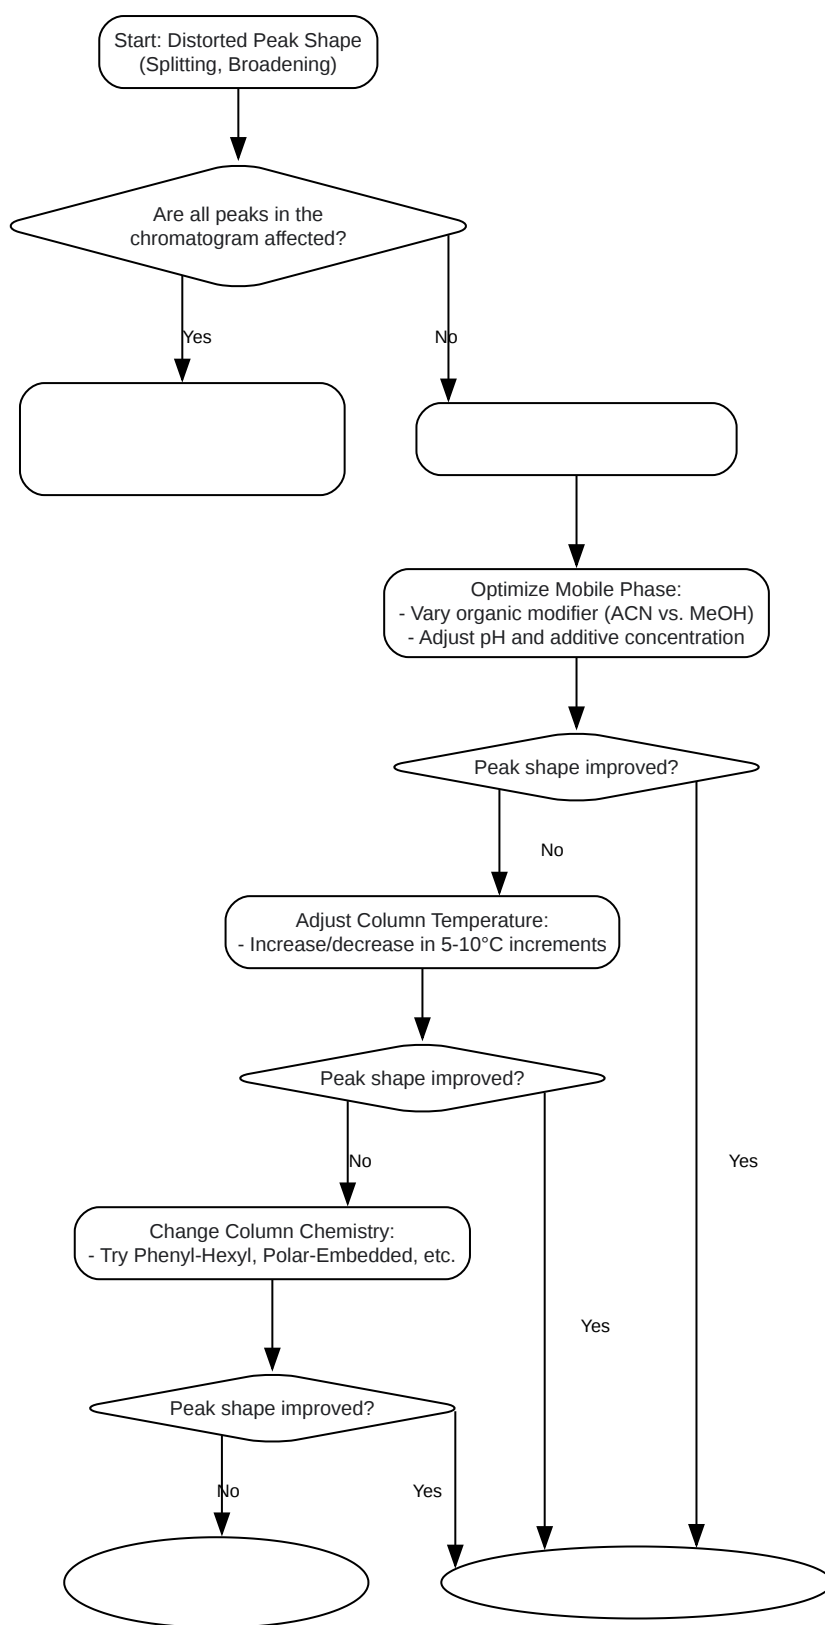 Start: Distorted Peak Shape
(Splitting, Broadening)
Are all peaks in the
chromatogram affected?
Yes
No
Optimize Mobile Phase:
- Vary organic modifier (ACN vs. MeOH)
- Adjust pH and additive concentration
Peak shape improved?
No
Adjust Column Temperature:
- Increase/decrease in 5-10°C increments
Peak shape improved?
No
Yes
Change Column Chemistry:
- Try Phenyl-Hexyl, Polar-Embedded, etc.
Yes
Peak shape improved?
No
Yes